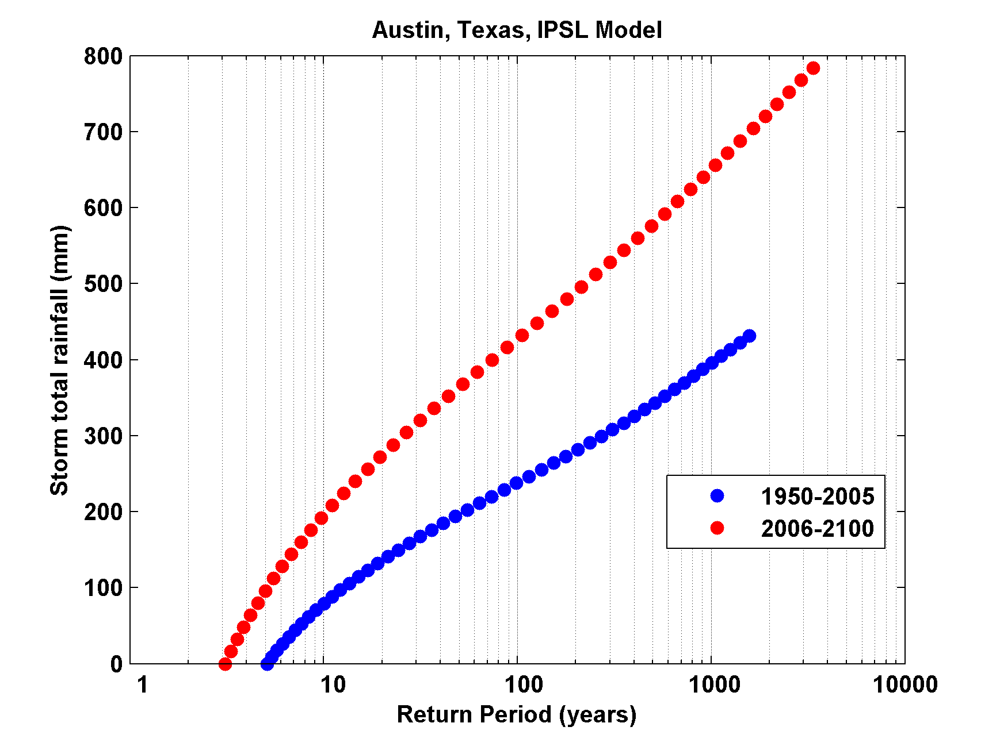 Austin, Texas, IPSL Model
800
700
600
500
400
300
200
100
0
Storm total rainfall (mm)
1950-2005
2006-2100
1 10 100 1000 10000
Return Period (years)